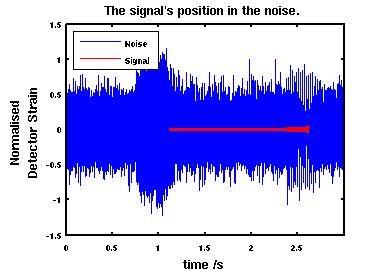 The signal's position in the noise.
Normalised
Detector Strain
1.5
1
0.5
0
-0.5
-1
-1.5
Noise
Signal
0 0.5 1 1.5 2 2.5
time /s